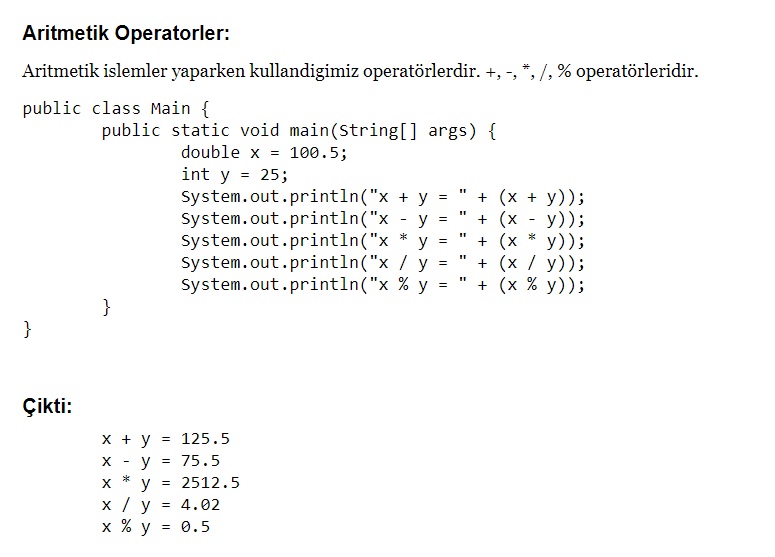 Aritmetik Operatorler:
Aritmetik islemler yaparken kullandigimiz operatörlerdir. +, -, *, /, % operatörleridir.
public class Main {
        public static void main(String[] args) {
                double x = 100.5;
                int y = 25;
                System.out.println("x + y = " + (x + y));
                System.out.println("x - y = " + (x - y));
                System.out.println("x * y = " + (x * y));
                System.out.println("x / y = " + (x / y));
                System.out.println("x % y = " + (x % y));
        }
}
Çikti:
        x + y = 125.5
        x - y = 75.5
        x * y = 2512.5
        x / y = 4.02
        x % y = 0.5